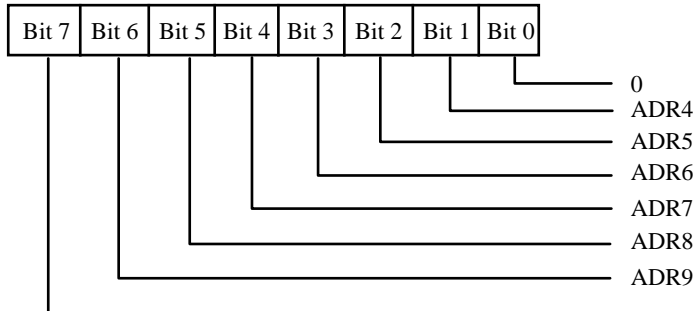 Bit 7 Bit 6 Bit 5 Bit 4 Bit 3 Bit 2 Bit 1 Bit 0
0
ADR4
ADR5
ADR6
ADR7
ADR8
ADR9